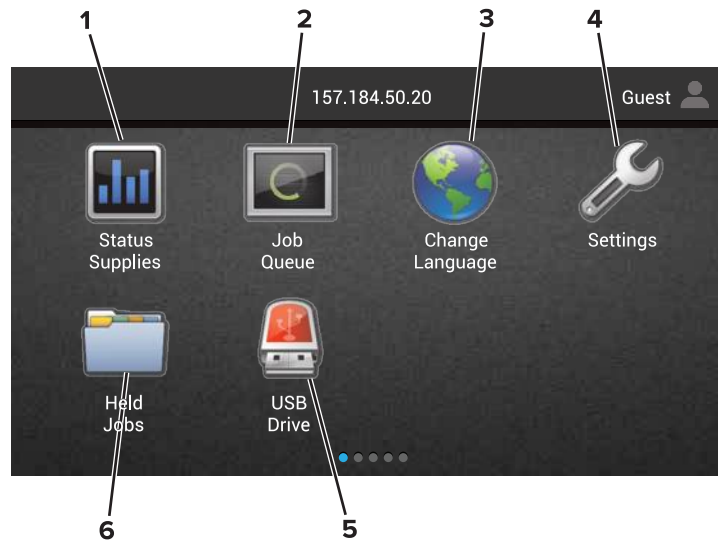 1 2 3 4
157.184.50.20 Guest
Status Job Change Settings
Supplies Queue Language
Held USB
Jobs Drive
6 5